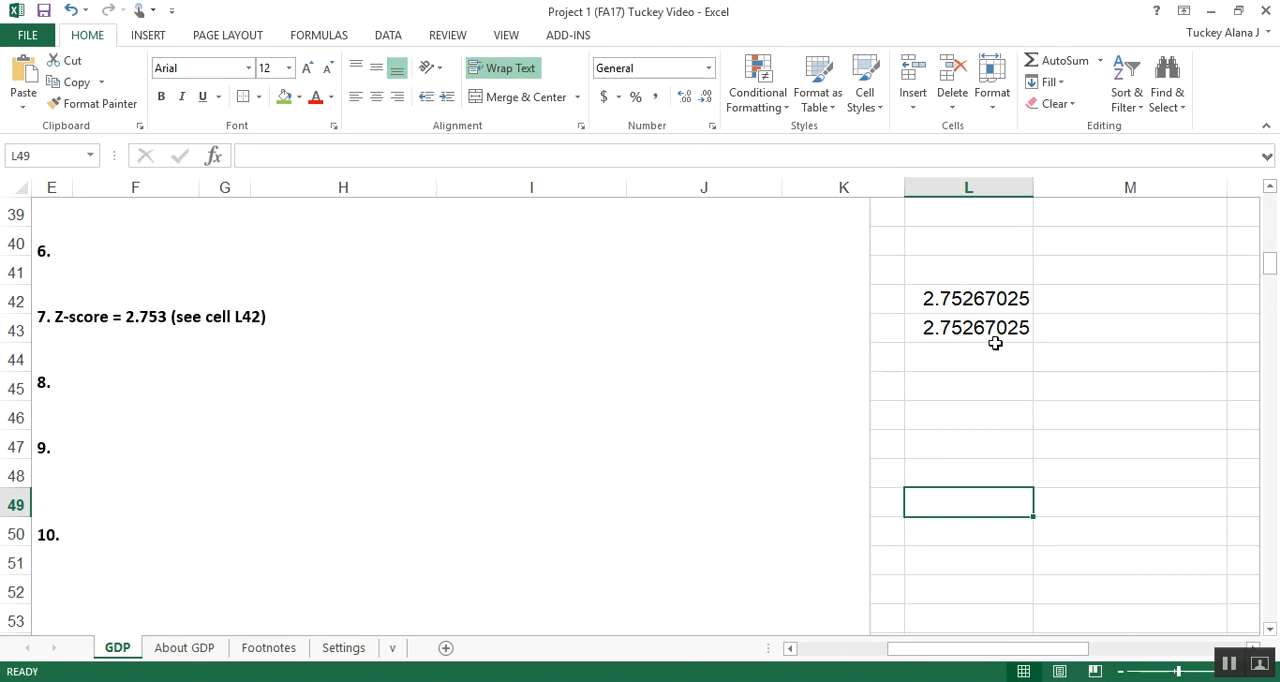 Project 1 (FA17) Tuckey Video - Excel
?
FILE HOME INSERT PAGE LAYOUT FORMULAS DATA REVIEW VIEW ADD-INS Tuckey Alana J
Paste
Cut
Copy
Format Painter
Clipboard
Arial 12 A A
B I U A
Font
Wrap Text
Merge & Center
Alignment
General
$ % , .00 .0
Number
Conditional Formatting
Format as Table
Cell Styles
Styles
Insert
Delete
Format
Cells
AutoSum
Fill
Clear
Sort & Filter
Find & Select
Editing
L49 fx
E F G H I J K L M
39
40 6.
41
42 2.75267025
7. Z-score = 2.753 (see cell L42)
43 2.75267025
44
45 8.
46
47 9.
48
49
50 10.
51
52
53
GDP About GDP Footnotes Settings v
READY